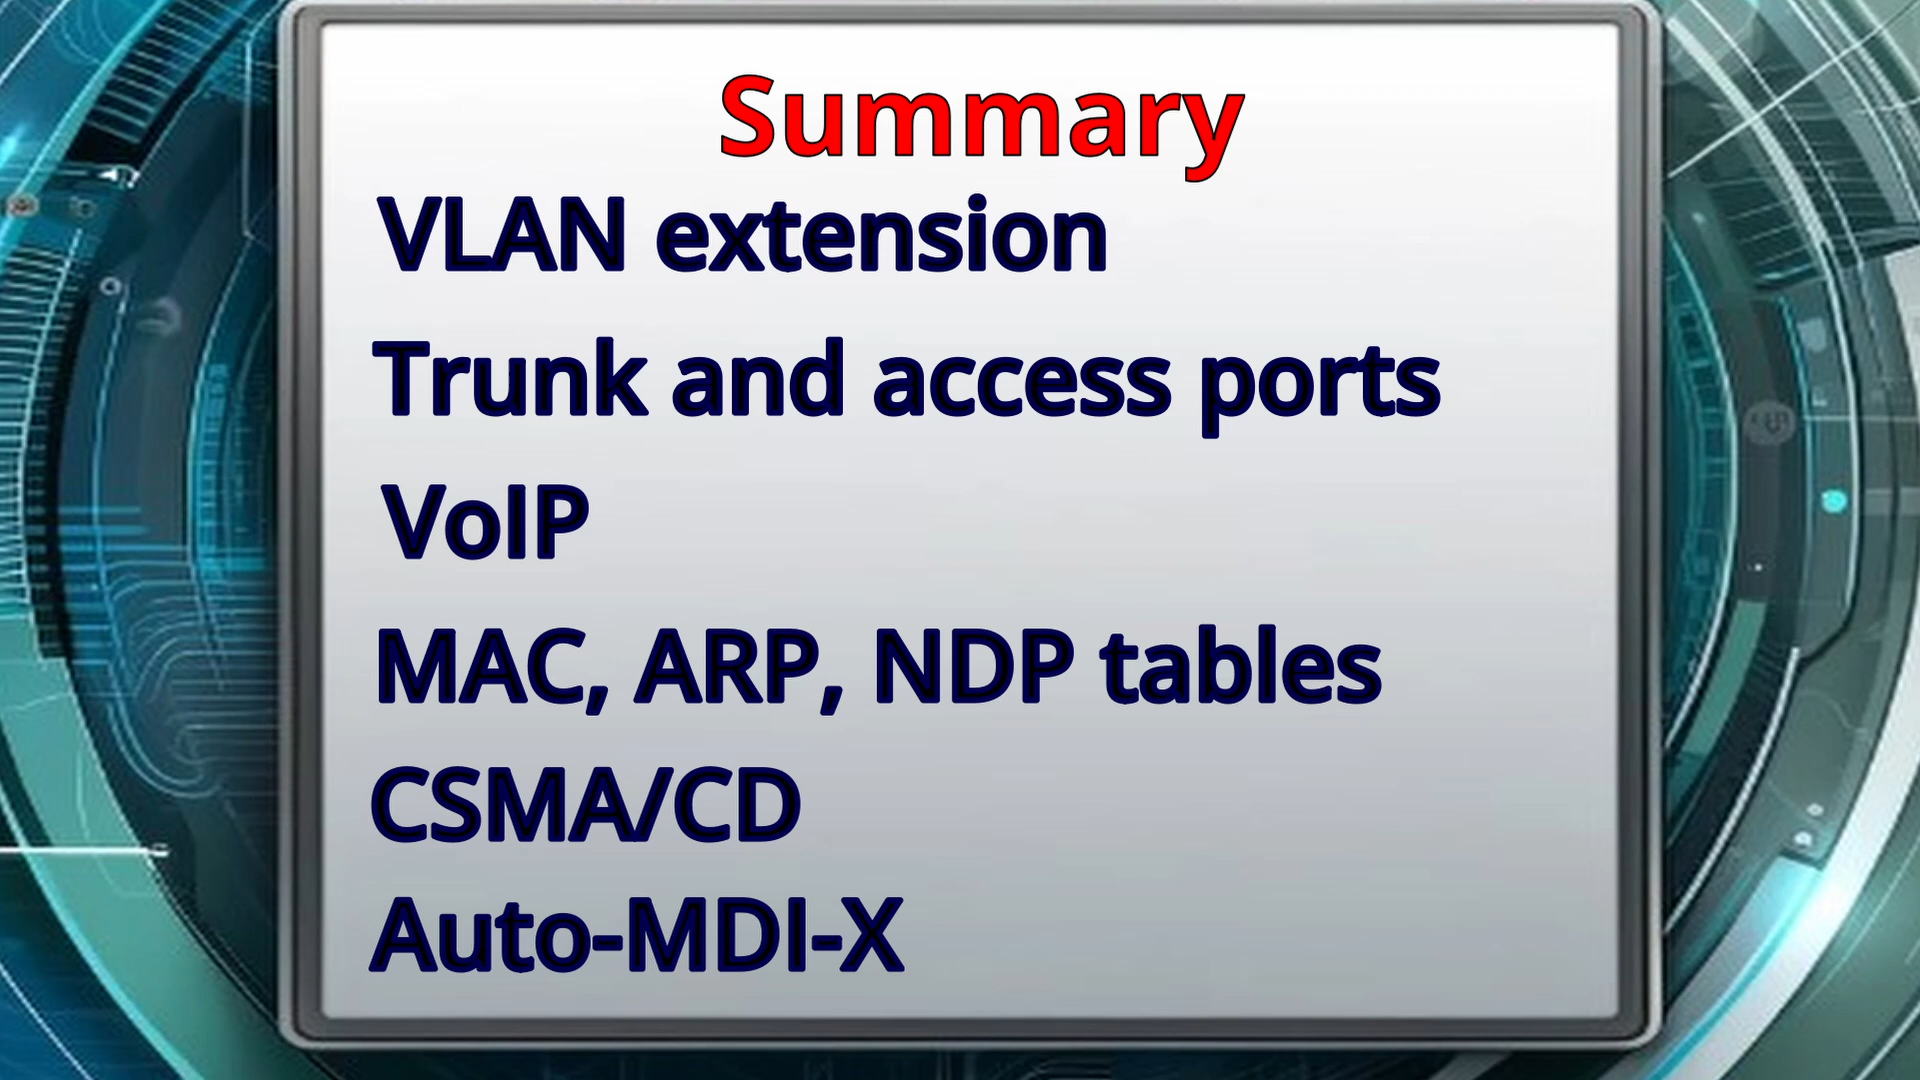 Summary
VLAN extension
Trunk and access ports
VoIP
MAC, ARP, NDP tables
CSMA/CD
Auto-MDI-X